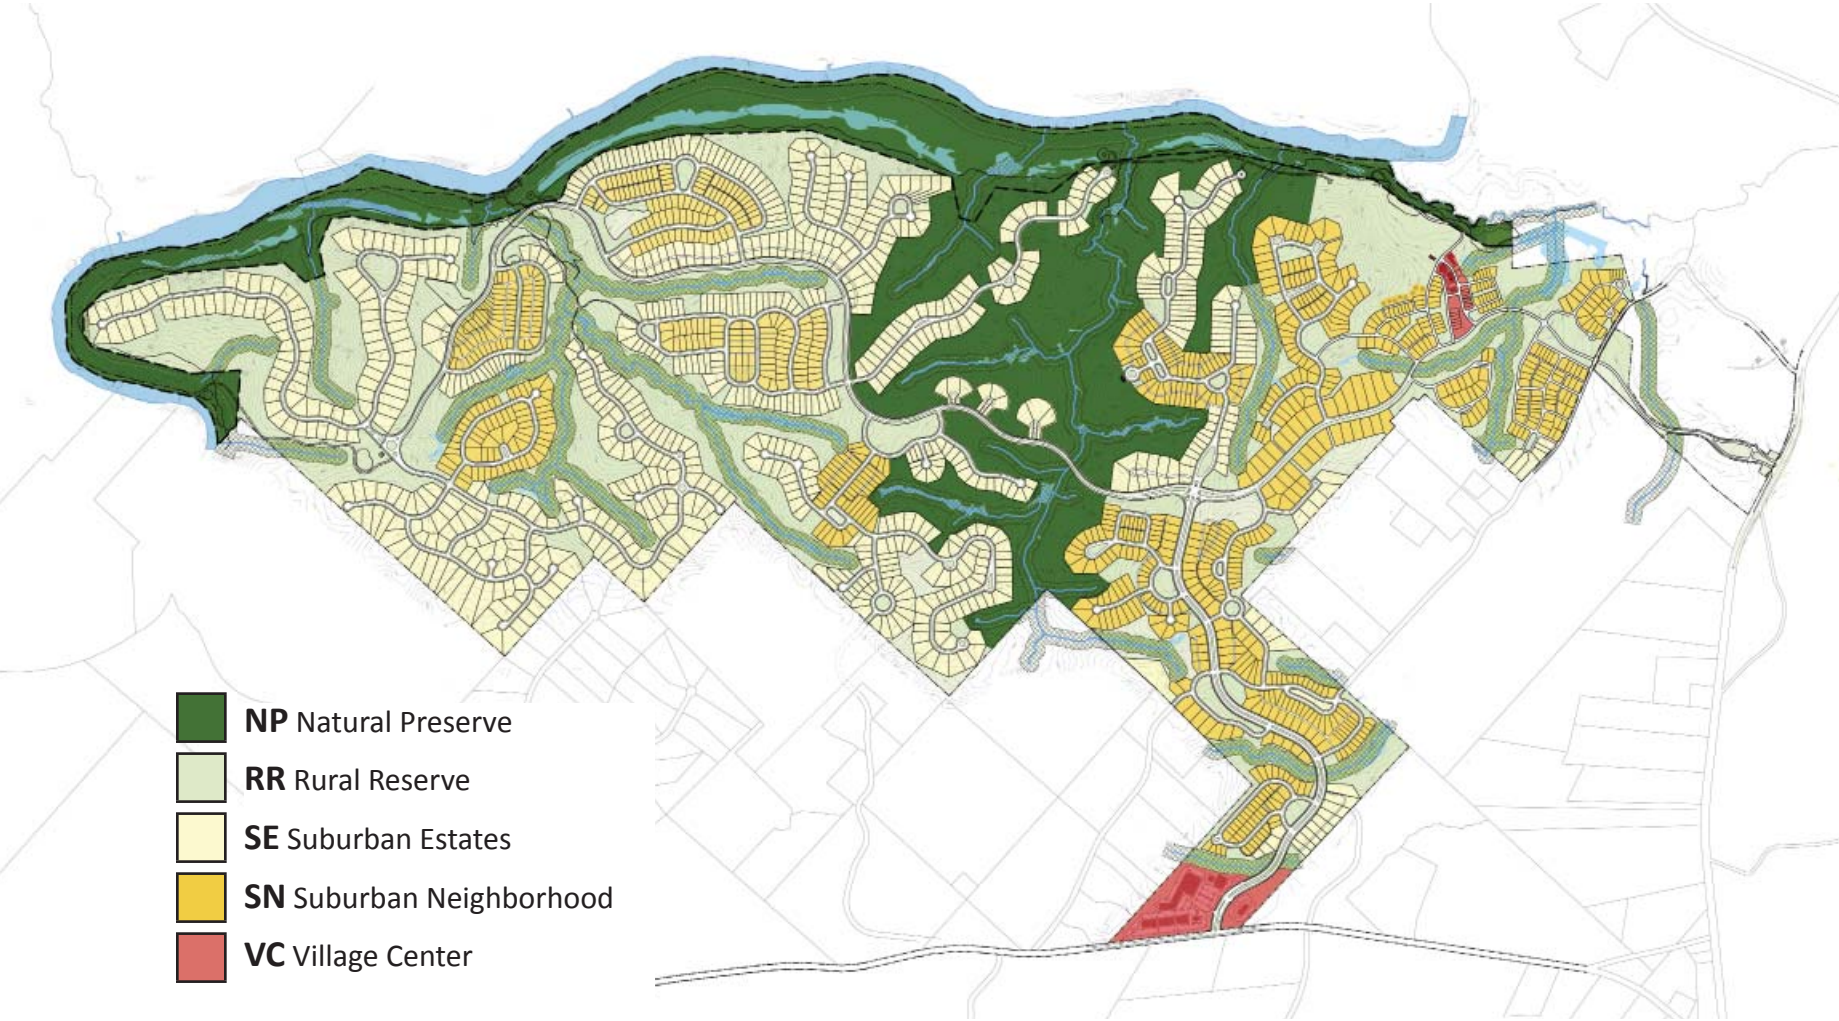 NP Natural Preserve
RR Rural Reserve
SE Suburban Estates
SN Suburban Neighborhood
VC Village Center